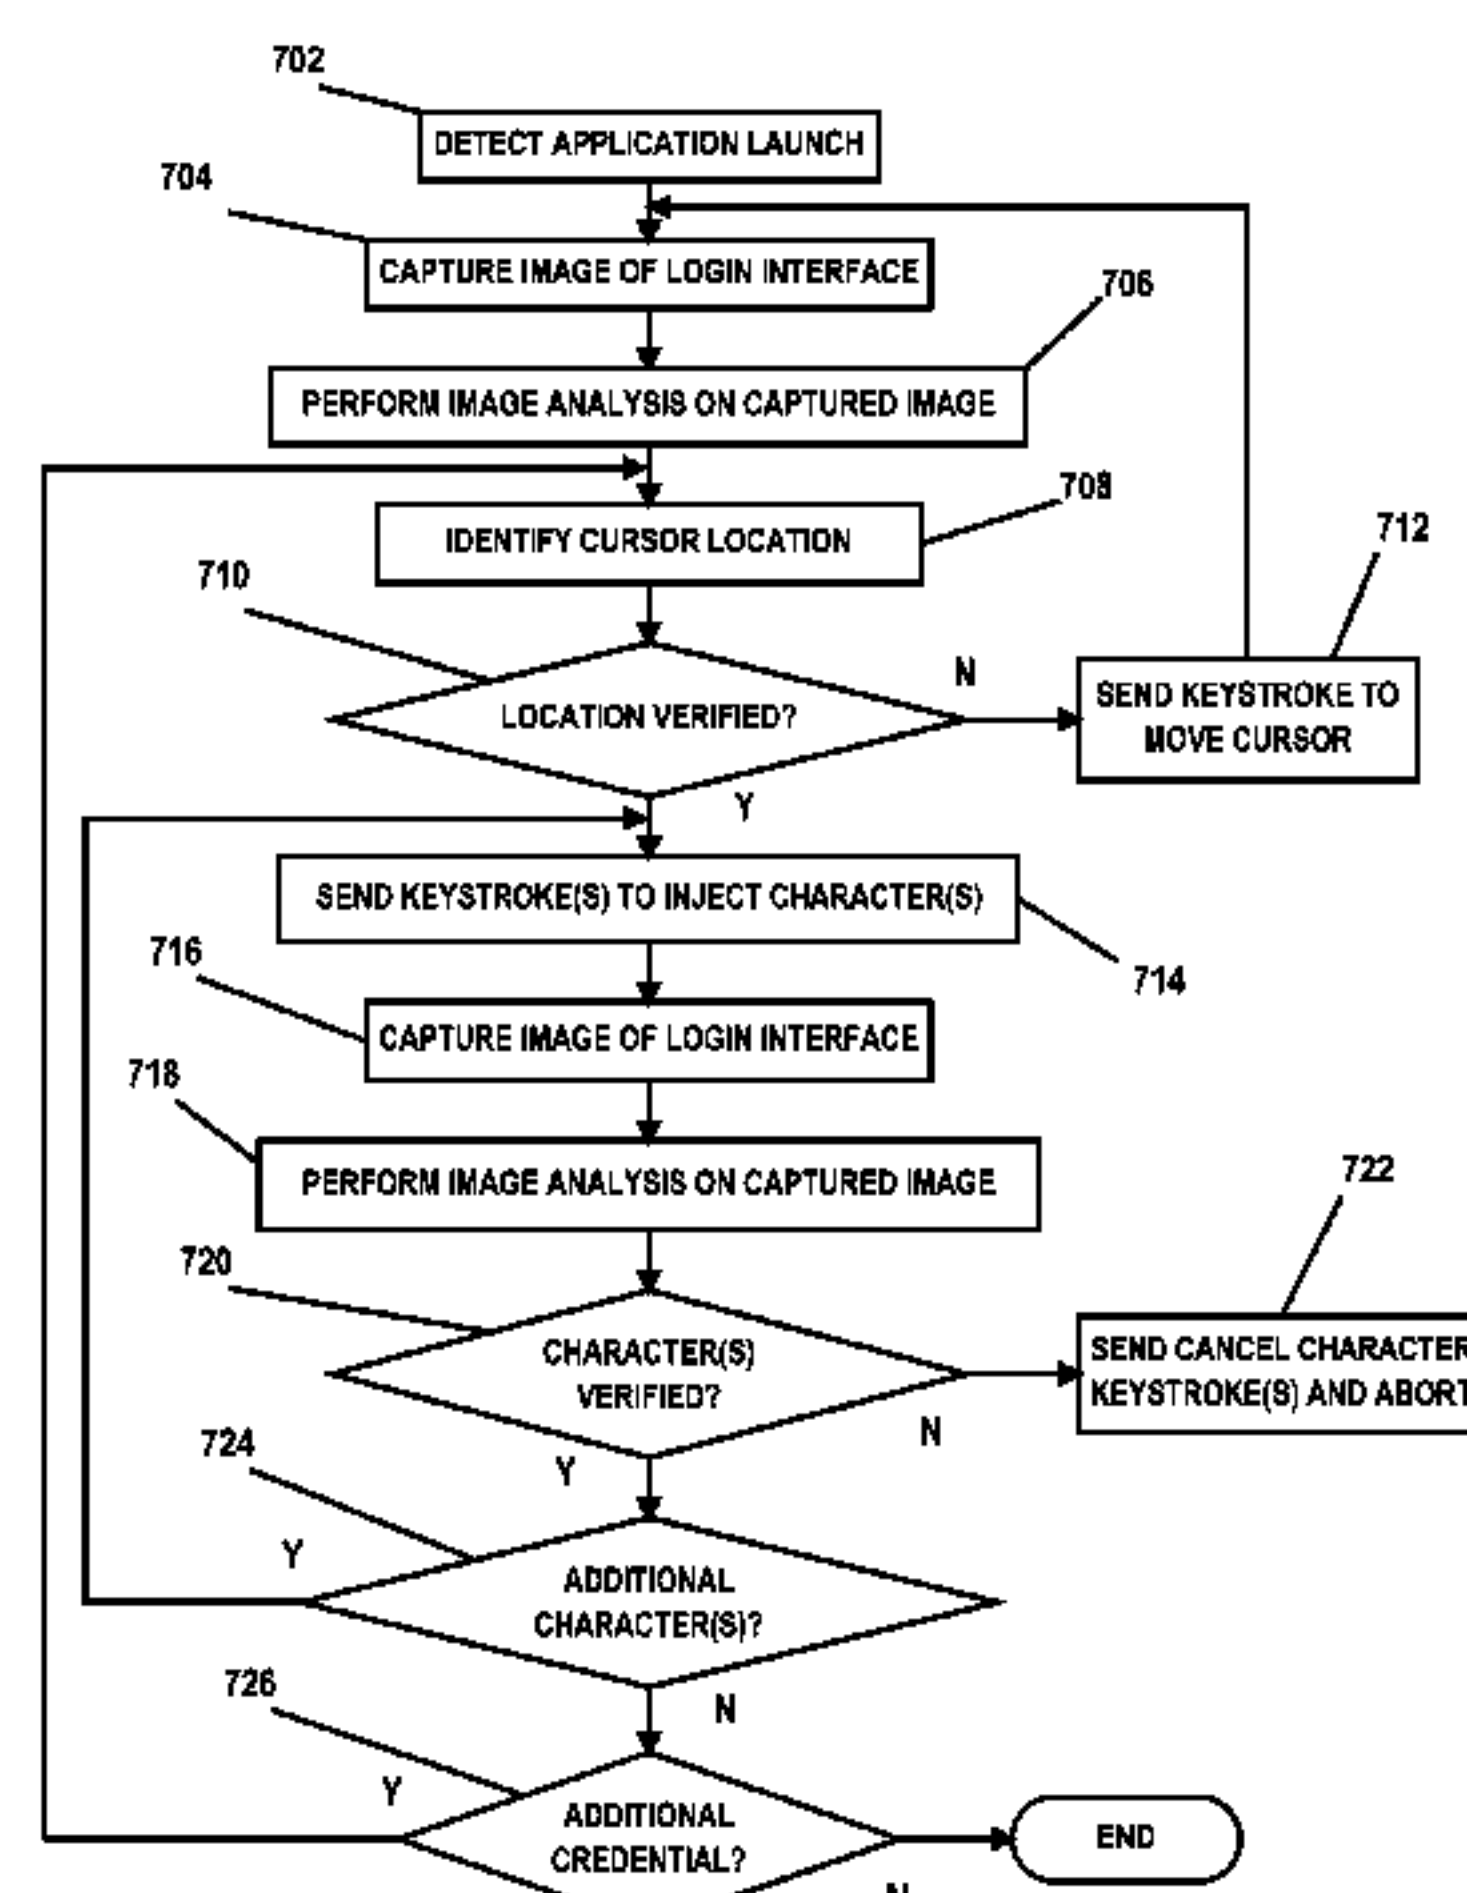 702
DETECT APPLICATION LAUNCH
704
CAPTURE IMAGE OF LOGIN INTERFACE
706
PERFORM IMAGE ANALYSIS ON CAPTURED IMAGE
708
IDENTIFY CURSOR LOCATION
710
712
LOCATION VERIFIED?
N
SEND KEYSTROKE TO
MOVE CURSOR
Y
SEND KEYSTROKE(S) TO INJECT CHARACTER(S)
714
716
CAPTURE IMAGE OF LOGIN INTERFACE
718
PERFORM IMAGE ANALYSIS ON CAPTURED IMAGE
720
722
CHARACTER(S)
VERIFIED?
N
SEND CANCEL CHARACTER
KEYSTROKE(S) AND ABORT
Y
724
Y
ADDITIONAL
CHARACTER(S)?
N
726
Y
ADDITIONAL
CREDENTIAL?
END
N